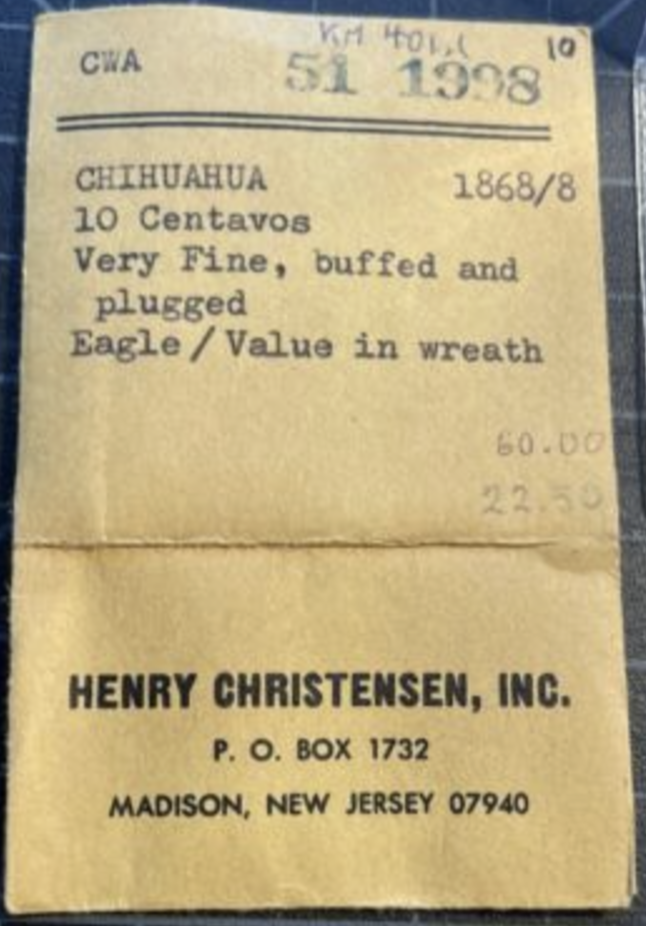 KM 401.1 10
CWA 51 1998
CHIHUAHUA 1868/8
10 Centavos
Very Fine, buffed and
plugged
Eagle/Value in wreath
60.00
22.50
HENRY CHRISTENSEN, INC.
P. O. BOX 1732
MADISON, NEW JERSEY 07940